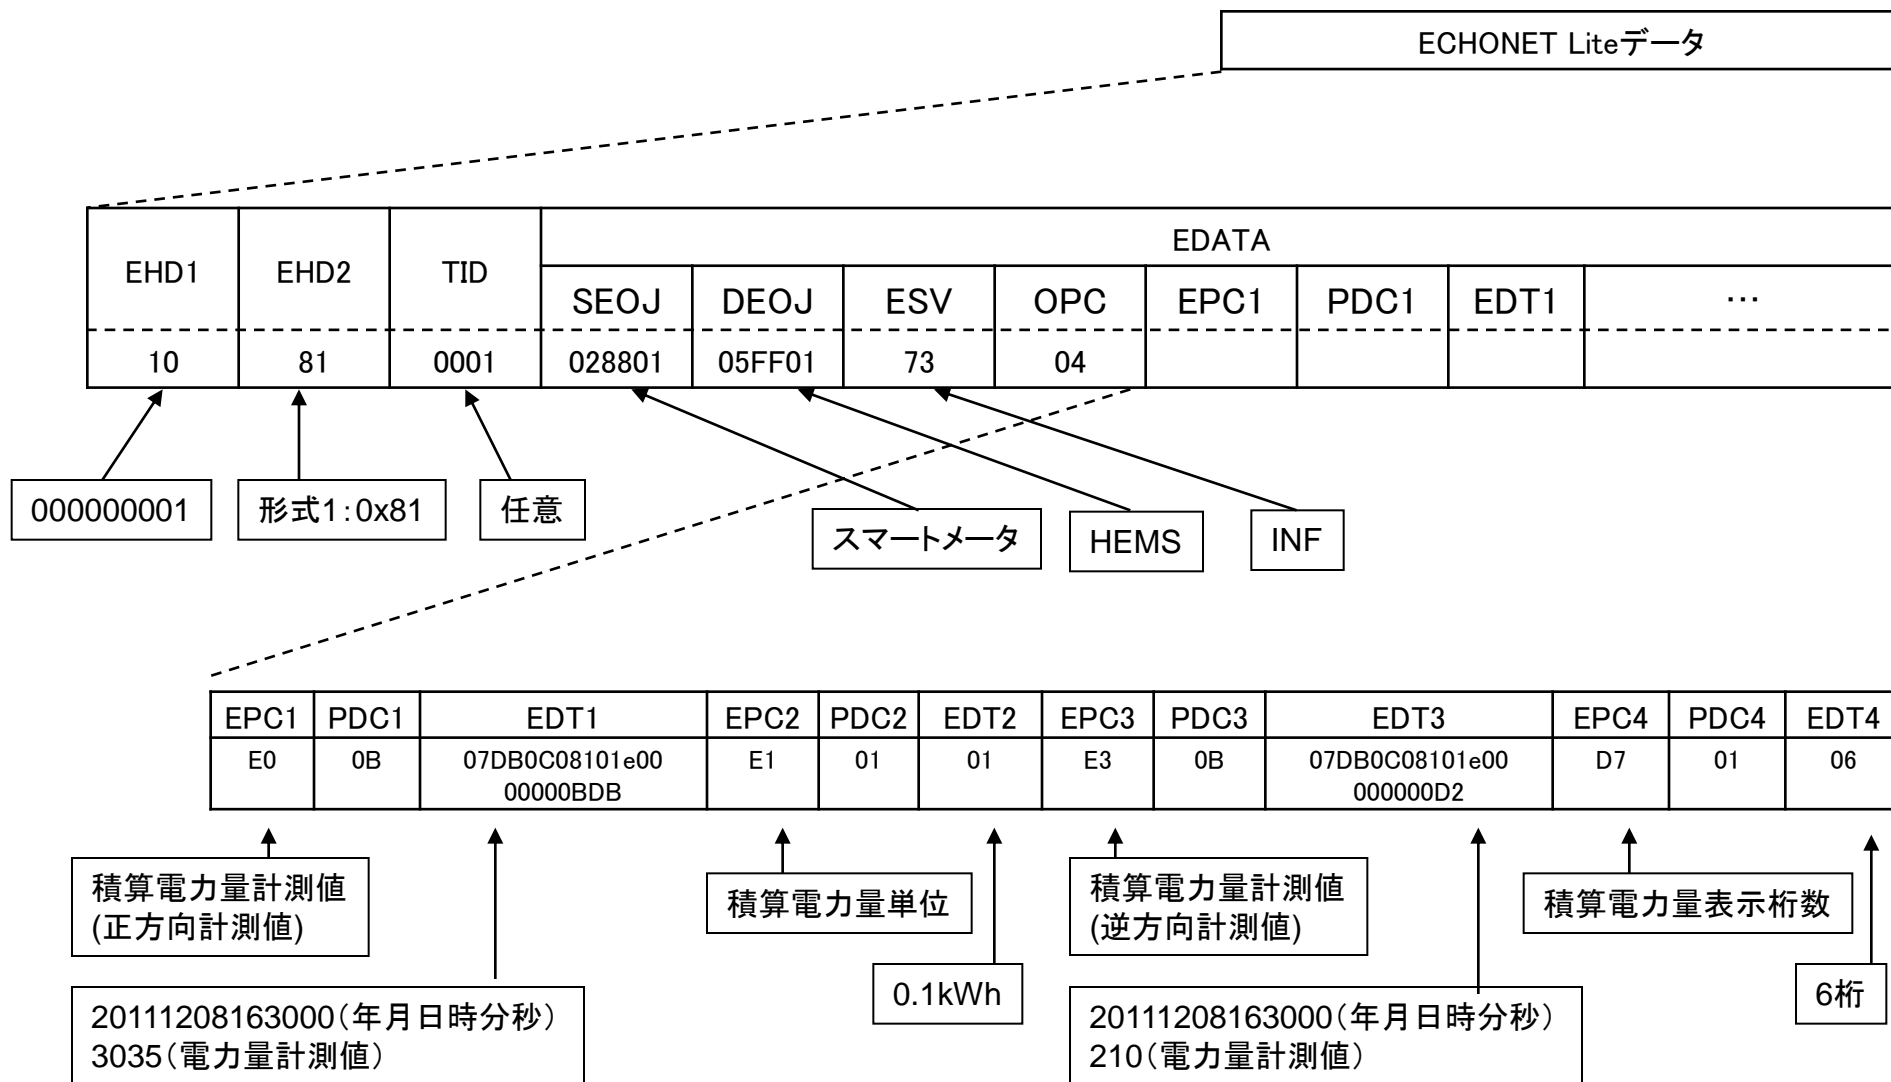 ECHONET Liteデータ
EHD1 EHD2 TID EDATA
SEOJ DEOJ ESV OPC EPC1 PDC1 EDT1 …
10 81 0001 028801 05FF01 73 04
000000001 形式1:0x81 任意
スマートメータ HEMS INF
EPC1 PDC1 EDT1 EPC2 PDC2 EDT2 EPC3 PDC3 EDT3 EPC4 PDC4 EDT4
E0 0B 07DB0C08101e00 E1 01 01 E3 0B 07DB0C08101e00 D7 01 06
00000BDB 000000D2
積算電力量計測値
(正方向計測値)
積算電力量単位
積算電力量計測値
(逆方向計測値)
積算電力量表示桁数
20111208163000(年月日時分秒)
3035(電力量計測値)
0.1kWh
20111208163000(年月日時分秒)
210(電力量計測値)
6桁